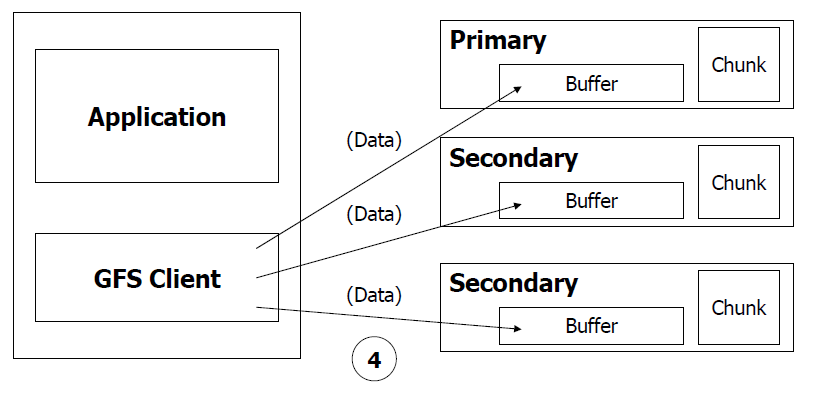 Application
GFS Client
(Data)
(Data)
(Data)
4
Primary
Buffer
Chunk
Secondary
Buffer
Chunk
Secondary
Buffer
Chunk